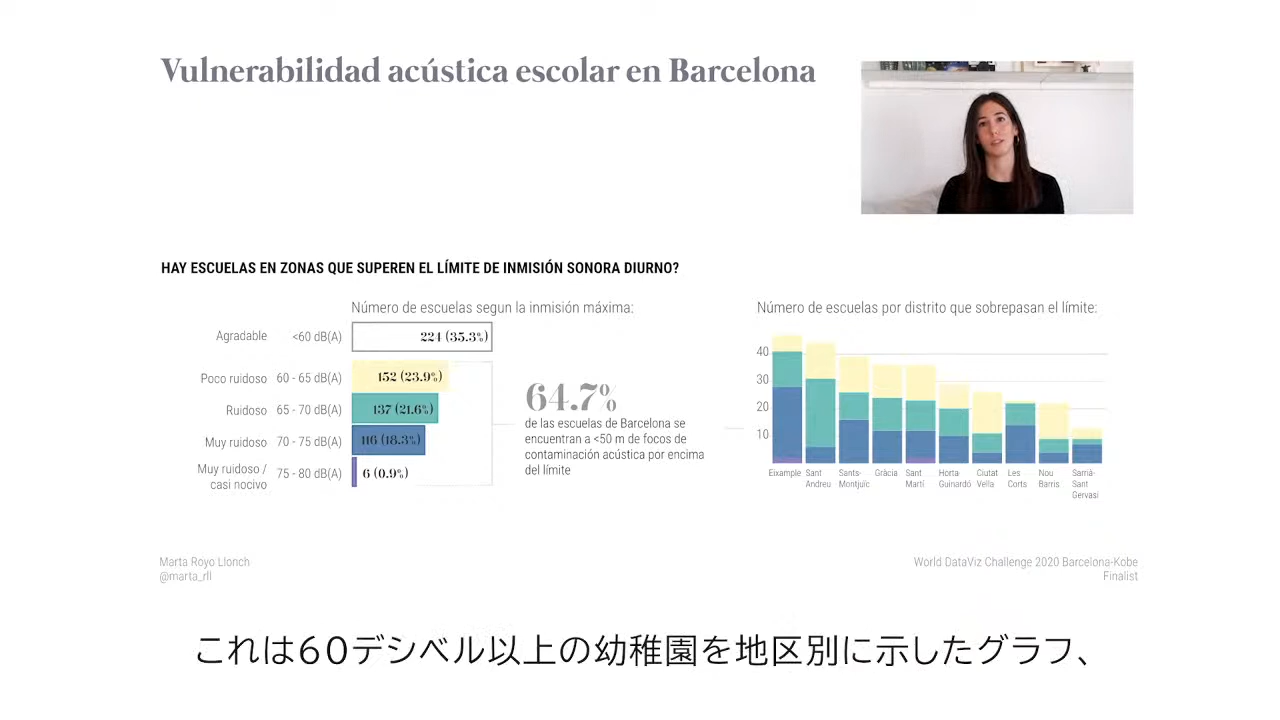 Vulnerabilidad acústica escolar en Barcelona
HAY ESCUELAS EN ZONAS QUE SUPEREN EL LÍMITE DE INMISIÓN SONORA DIURNO?
Número de escuelas segun la inmisión máxima:
Agradable <60 dB(A) 224 (35.3%)
Poco ruidoso 60 - 65 dB(A) 152 (23.9%)
Ruidoso 65 - 70 dB(A) 137 (21.6%)
Muy ruidoso 70 - 75 dB(A) 116 (18.3%)
Muy ruidoso /
casi nocivo 75 - 80 dB(A) 6 (0.9%)
64.7%
de las escuelas de Barcelona se
encuentran a <50 m de focos de
contaminación acústica por encima
del límite
Número de escuelas por distrito que sobrepasan el límite:
40
30
20
10
Eixample
Sant
Andreu
Sants-
Montjuïc
Gràcia
Sant
Martí
Horta
Guinardó
Ciutat
Vella
Les
Corts
Nou
Barris
Sarrià-
Sant
Gervasi
Marta Royo Llonch
@marta_rll
World DataViz Challenge 2020 Barcelona-Kobe
Finalist
これは60デシベル以上の幼稚園を地区別に示したグラフ、